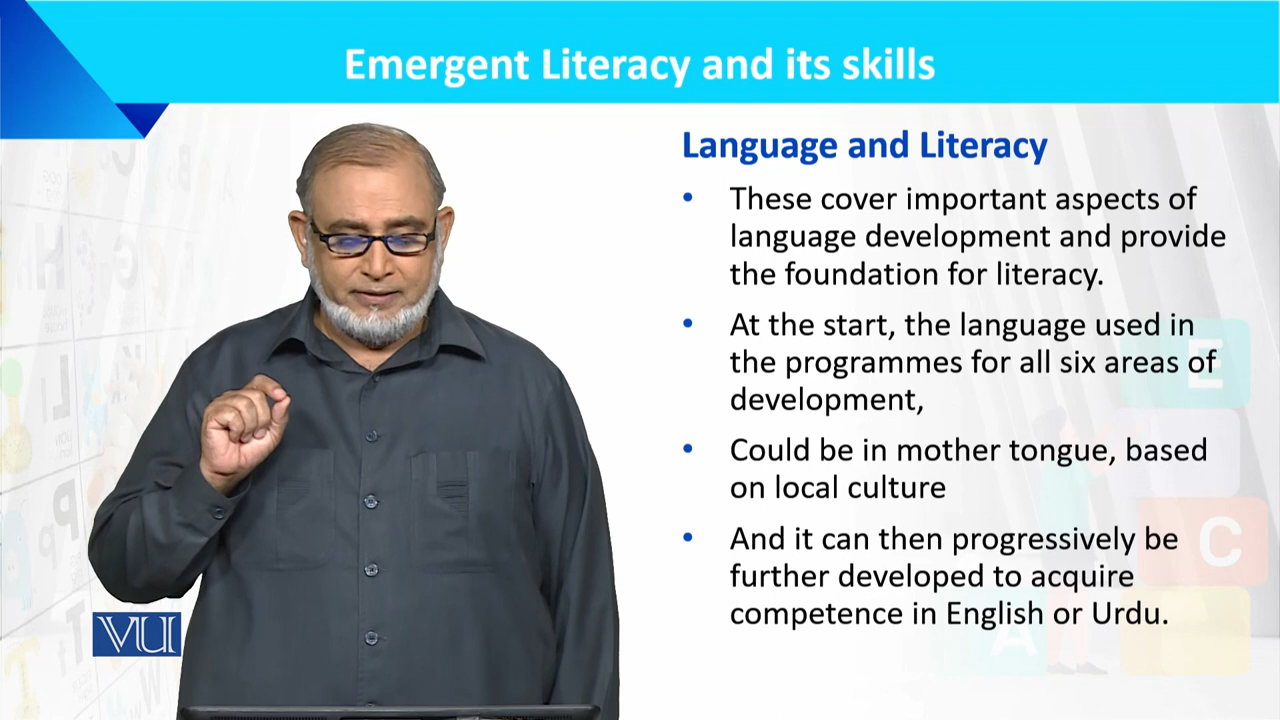 Emergent Literacy and its skills
Language and Literacy
• These cover important aspects of
language development and provide
the foundation for literacy.
• At the start, the language used in
the programmes for all six areas of
development,
• Could be in mother tongue, based
on local culture
• And it can then progressively be
further developed to acquire
competence in English or Urdu.
VU
E
C
A